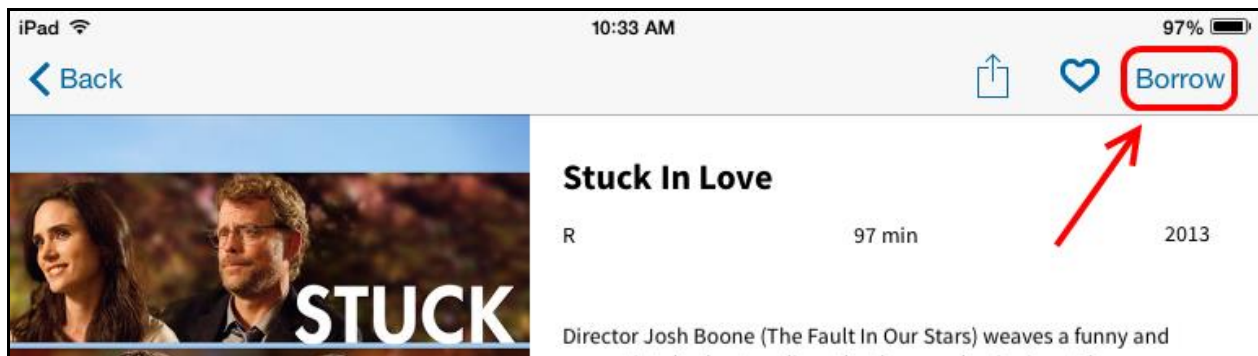 iPad 10:33 AM 97%
Back Borrow
Stuck In Love
R 97 min 2013
STUCK
Director Josh Boone (The Fault In Our Stars) weaves a funny and